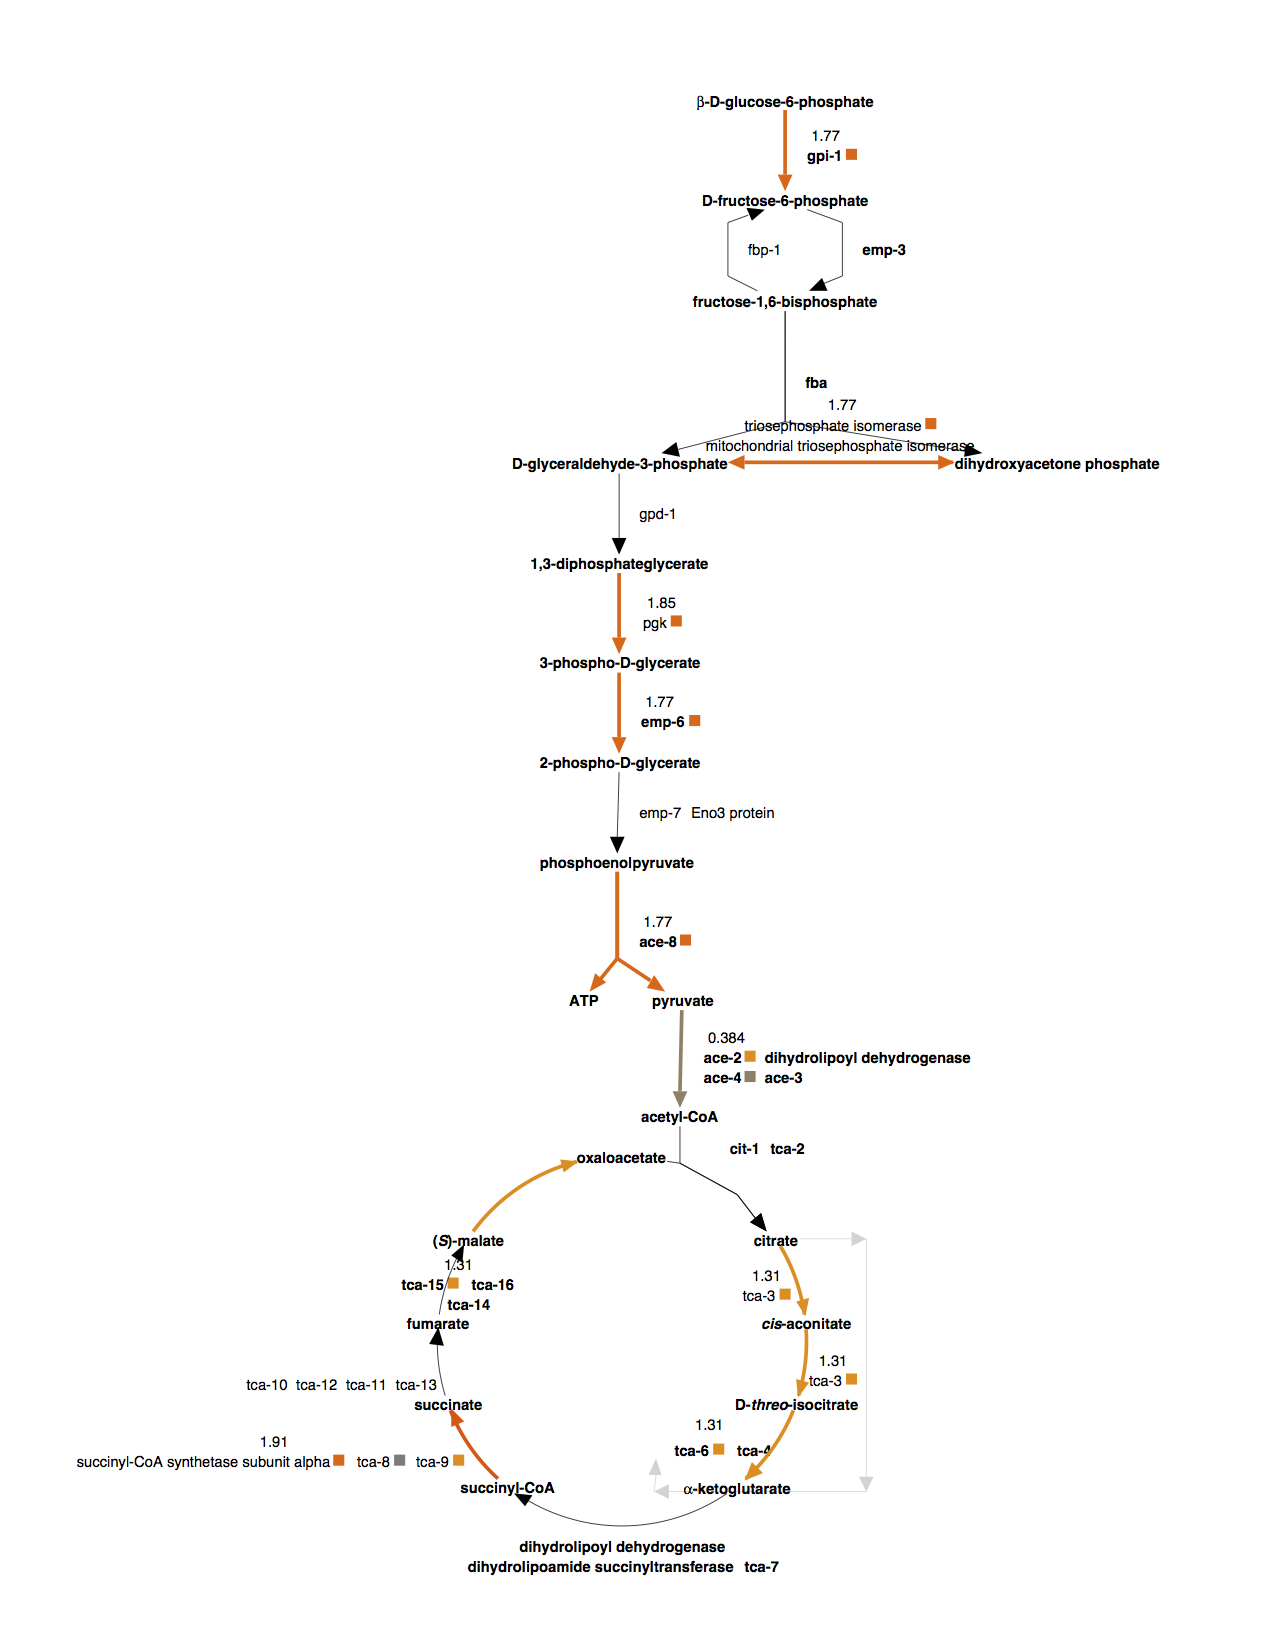 β-D-glucose-6-phosphate
1.77
gpi-1
D-fructose-6-phosphate
fbp-1
emp-3
fructose-1,6-bisphosphate
fba
1.77
triosephosphate isomerase
mitochondrial triosephosphate isomerase
D-glyceraldehyde-3-phosphate
dihydroxyacetone phosphate
gpd-1
1,3-diphosphateglycerate
1.85
pgk
3-phospho-D-glycerate
1.77
emp-6
2-phospho-D-glycerate
emp-7 Eno3 protein
phosphoenolpyruvate
1.77
ace-8
ATP
pyruvate
0.384
ace-2 dihydrolipoyl dehydrogenase
ace-4 ace-3
acetyl-CoA
cit-1 tca-2
oxaloacetate
(S)-malate
citrate
1.31
tca-15 tca-16
tca-14
1.31
tca-3
fumarate
cis-aconitate
1.31
tca-3
tca-10 tca-12 tca-11 tca-13
succinate
D-threo-isocitrate
1.31
tca-6 tca-4
1.91
succinyl-CoA synthetase subunit alpha tca-8 tca-9
succinyl-CoA
α-ketoglutarate
dihydrolipoyl dehydrogenase
dihydrolipoamide succinyltransferase tca-7